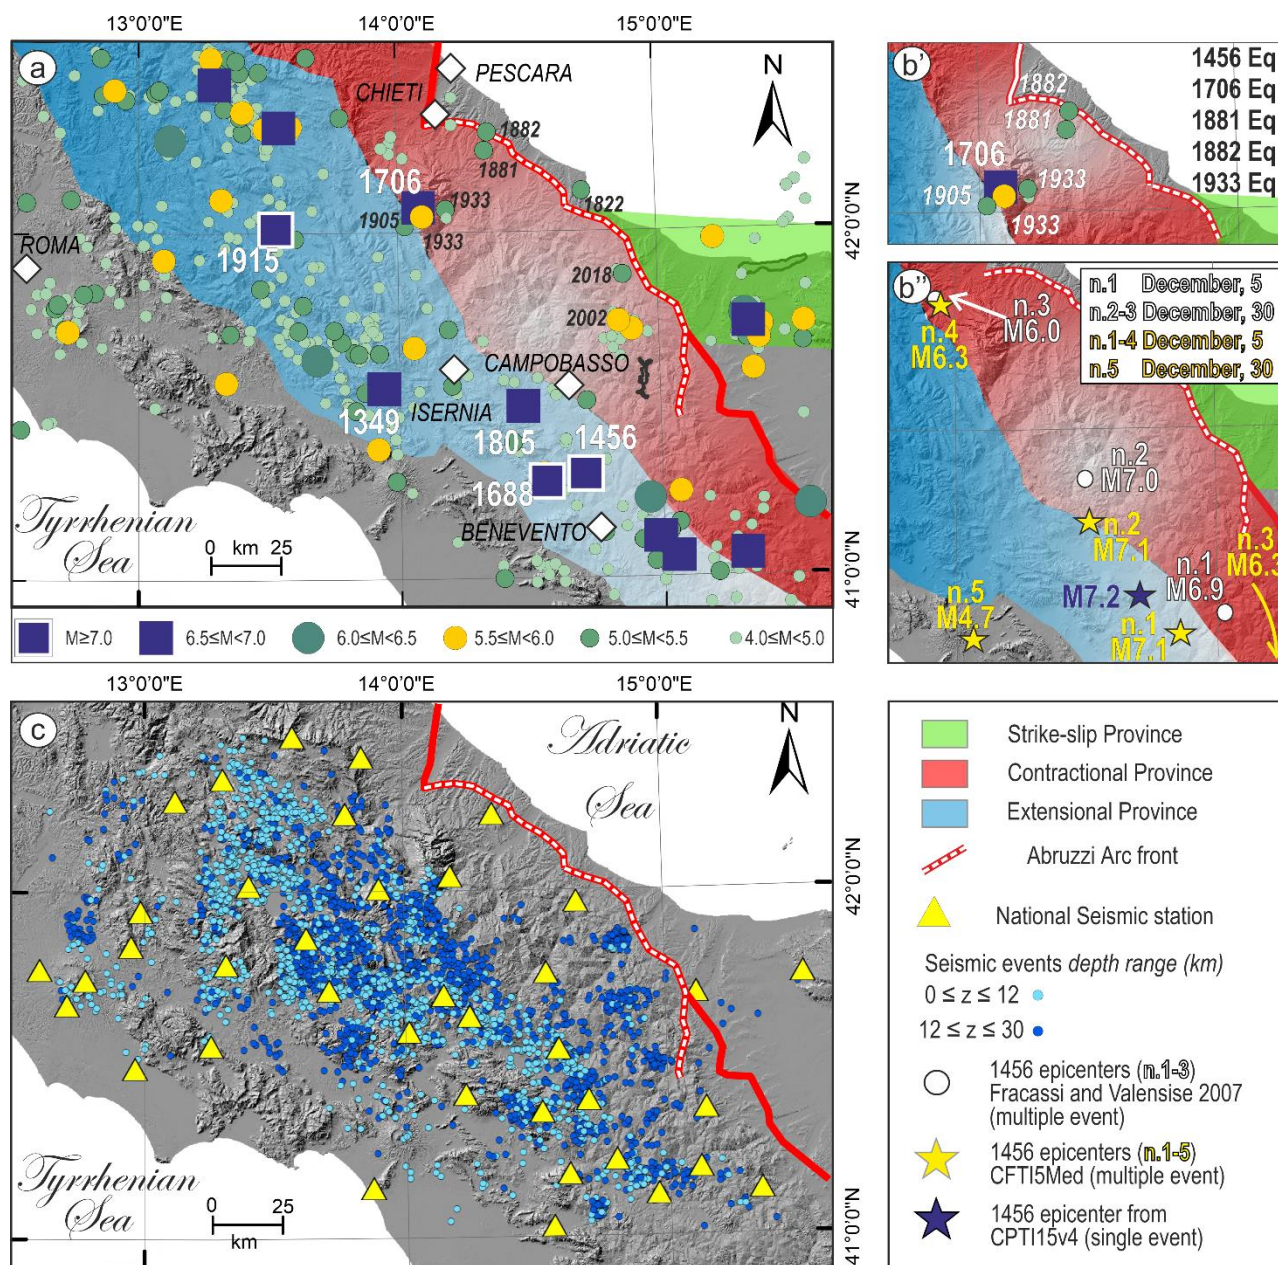 13°0'0"E
14°0'0"E
15°0'0"E
a
N
PESCARA
CHIETI
1882
1881
1706
1933
1905
1933
1822
42°0'0"N
ROMA
1915
2018
2002
CAMPOBASSO
ISERNIA
1349
1805
1456
1688
BENEVENTO
Tyrrhenian
Sea
0 km 25
41°0'0"N
M≥7.0
6.5≤M<7.0
6.0≤M<6.5
5.5≤M<6.0
5.0≤M<5.5
4.0≤M<5.0
b'
1456 Eq
1706 Eq
1881 Eq
1882 Eq
1933 Eq
1882
1881
1706
1933
1905
1933
b''
n.1 December, 5
n.2-3 December, 30
n.1-4 December, 5
n.5 December, 30
n.3
M6.0
n.4
M6.3
n.2
M7.0
n.2
M7.1
n.3
M6.3
n.1
M6.9
M7.2
n.5
M4.7
n.1
M7.1
13°0'0"E
14°0'0"E
15°0'0"E
c
N
Adriatic
Sea
42°0'0"N
Tyrrhenian
Sea
0 25
km
41°0'0"N
Strike-slip Province
Contractional Province
Extensional Province
Abruzzi Arc front
National Seismic station
Seismic events depth range (km)
0 ≤ z ≤ 12
12 ≤ z ≤ 30
1456 epicenters (n.1-3)
Fracassi and Valensise 2007
(multiple event)
1456 epicenters (n.1-5)
CFTI5Med (multiple event)
1456 epicenter from
CPTI15v4 (single event)